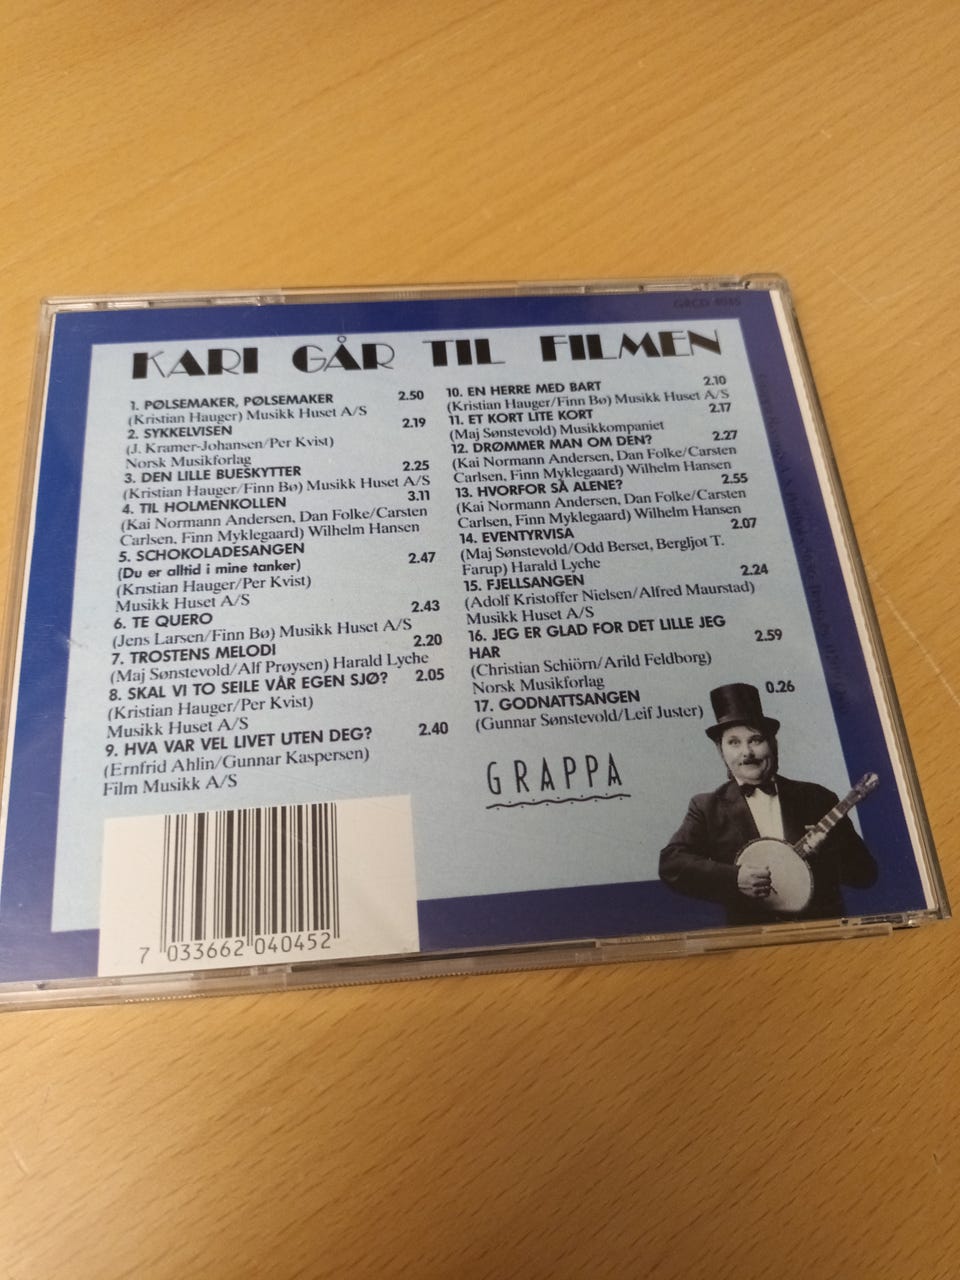 GRCD 4045
KARI GÅR TIL FILMEN
1. PØLSEMAKER, PØLSEMAKER 2.50
(Kristian Hauger) Musikk Huset A/S
2. SYKKELVISEN 2.19
(J. Kramer-Johansen/Per Kvist)
Norsk Musikforlag
3. DEN LILLE BUESKYTTER 2.25
(Kristian Hauger/Finn Bø) Musikk Huset A/S
4. TIL HOLMENKOLLEN 3.11
(Kai Normann Andersen, Dan Folke/Carsten
Carlsen, Finn Myklegaard) Wilhelm Hansen
5. SCHOKOLADESANGEN
(Du er alltid i mine tanker) 2.47
(Kristian Hauger/Per Kvist)
Musikk Huset A/S
6. TE QUERO 2.43
(Jens Larsen/Finn Bø) Musikk Huset A/S
7. TROSTENS MELODI 2.20
(Maj Sønstevold/Alf Prøysen) Harald Lyche
8. SKAL VI TO SEILE VÅR EGEN SJØ? 2.05
(Kristian Hauger/Per Kvist)
Musikk Huset A/S
9. HVA VAR VEL LIVET UTEN DEG? 2.40
(Ernfrid Ahlin/Gunnar Kaspersen)
Film Musikk A/S
10. EN HERRE MED BART 2.10
(Kristian Hauger/Finn Bø) Musikk Huset A/S
11. ET KORT LITE KORT 2.17
(Maj Sønstevold) Musikkompaniet
12. DRØMMER MAN OM DEN? 2.27
(Kai Normann Andersen, Dan Folke/Carsten
Carlsen, Finn Myklegaard) Wilhelm Hansen
13. HVORFOR SÅ ALENE? 2.55
(Kai Normann Andersen, Dan Folke/Carsten
Carlsen, Finn Myklegaard) Wilhelm Hansen
14. EVENTYRVISA 2.07
(Maj Sønstevold/Odd Berset, Bergljot T.
Farup) Harald Lyche
15. FJELLSANGEN 2.24
(Adolf Kristoffer Nielsen/Alfred Maurstad)
Musikk Huset A/S
16. JEG ER GLAD FOR DET LILLE JEG
HAR 2.59
(Christian Schiörn/Arild Feldborg)
Norsk Musikforlag
17. GODNATTSANGEN 0.26
(Gunnar Sønstevold/Leif Juster)
GRAPPA
7 033662 040452